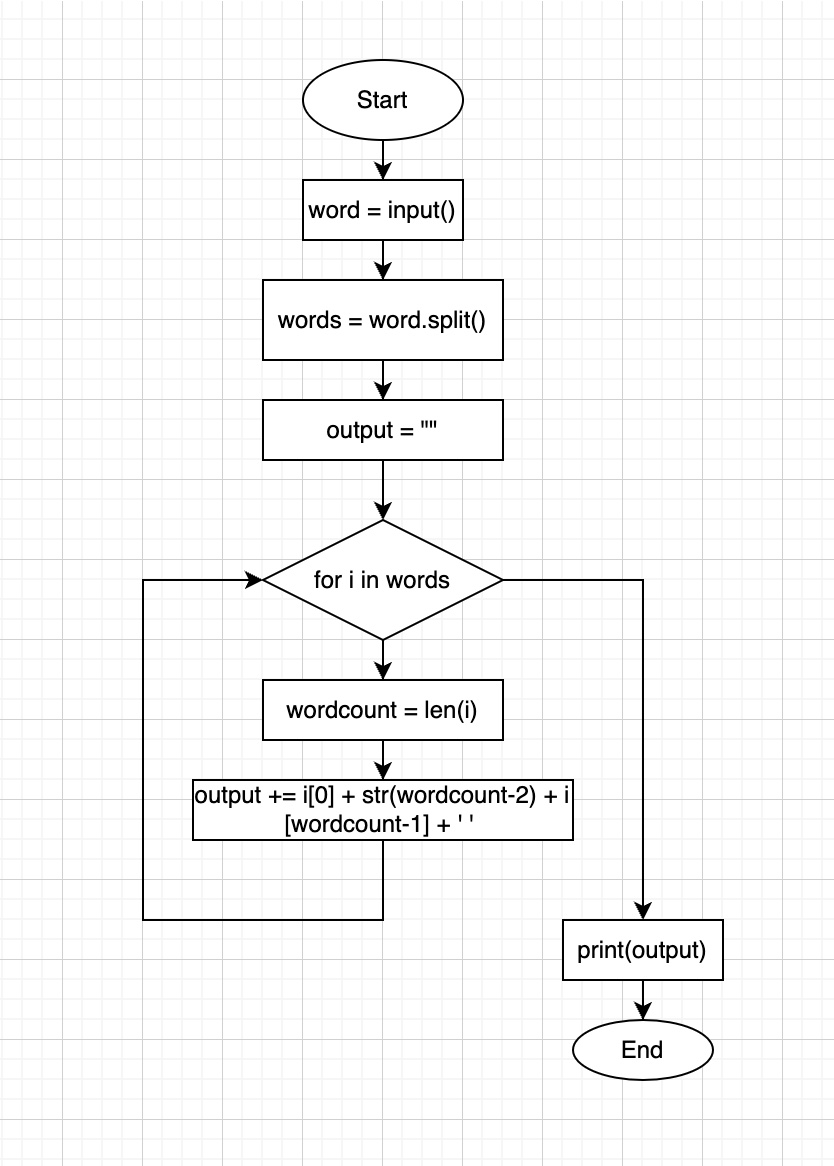 Start
word = input()
words = word.split()
output = ""
for i in words
wordcount = len(i)
output += i[0] + str(wordcount-2) + i
[wordcount-1] + ' '
print(output)
End